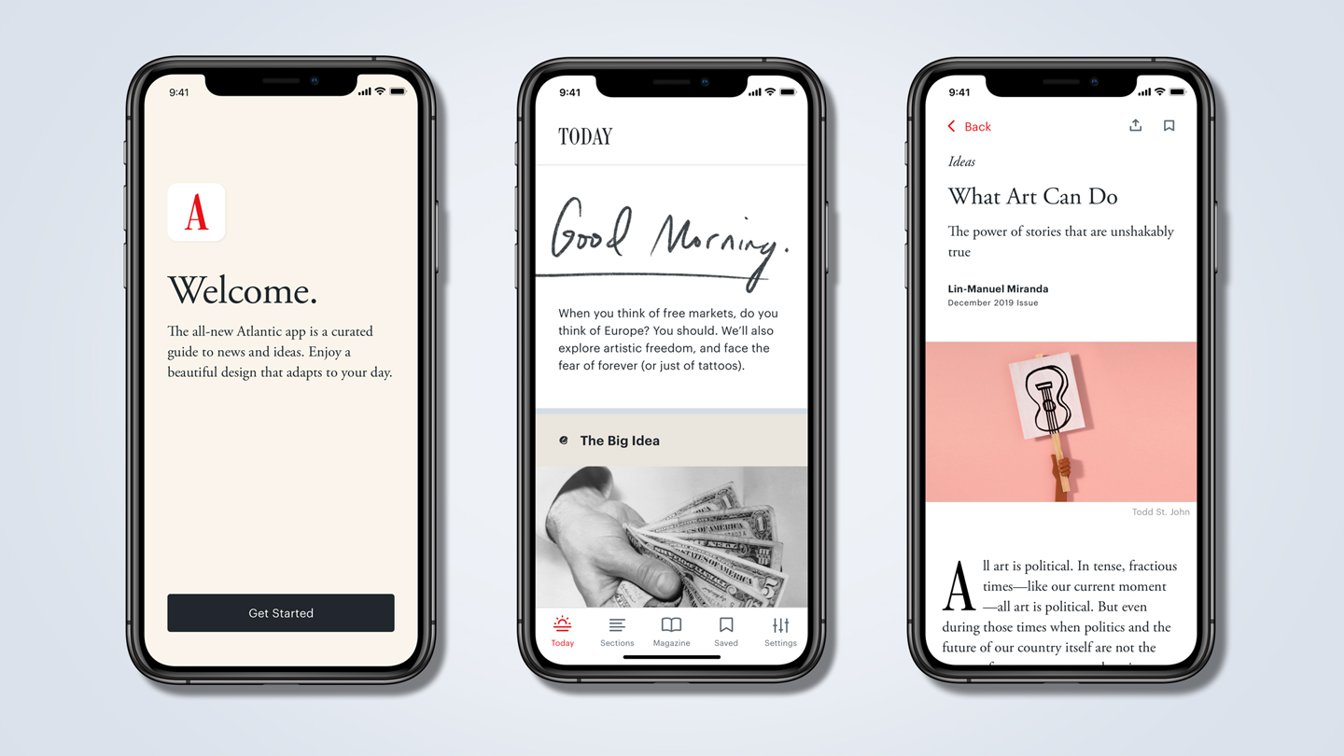 9:41
A
Welcome.
The all-new Atlantic app is a curated
guide to news and ideas. Enjoy a
beautiful design that adapts to your day.
Get Started
9:41
TODAY
Good Morning.
When you think of free markets, do you
think of Europe? You should. We'll also
explore artistic freedom, and face the
fear of forever (or just of tattoos).
The Big Idea
Today
Sections
Magazine
Saved
Settings
9:41
Back
Ideas
What Art Can Do
The power of stories that are unshakably
true
Lin-Manuel Miranda
December 2019 Issue
Todd St. John
All art is political. In tense, fractious
times—like our current moment
—all art is political. But even
during those times when politics and the
future of our country itself are not the